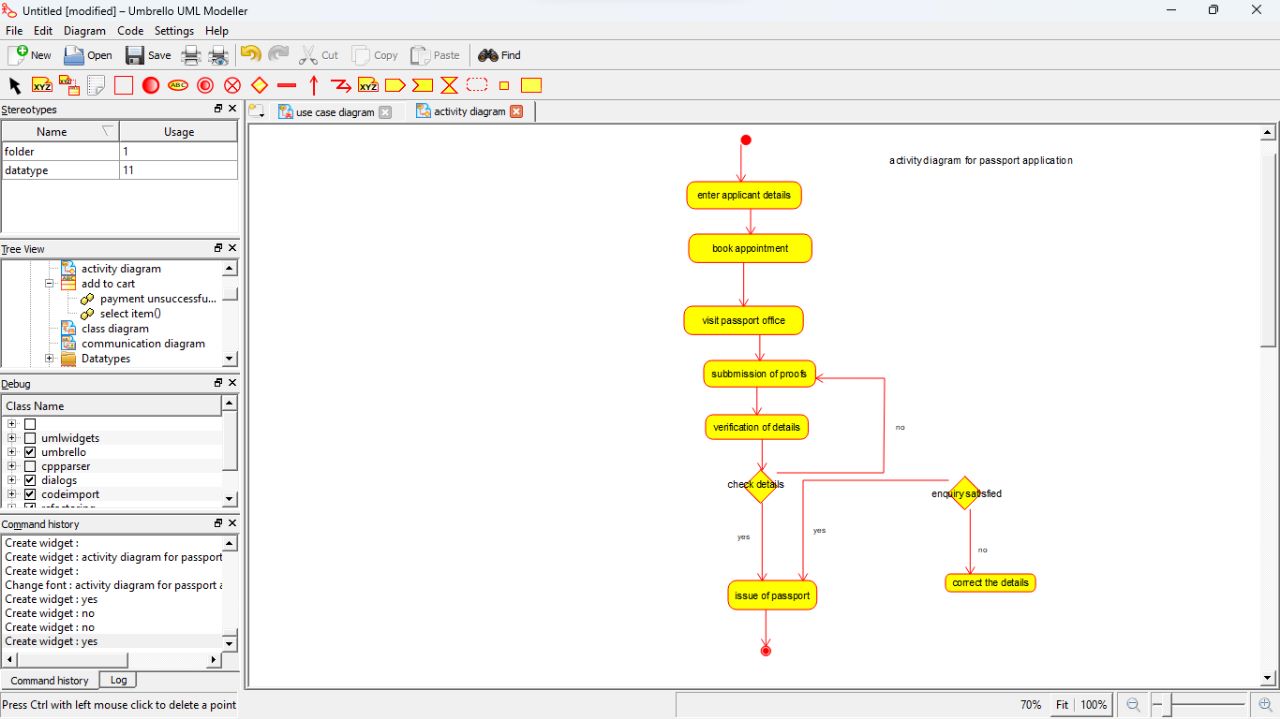 Untitled [modified] – Umbrello UML Modeller
File Edit Diagram Code Settings Help
New Open Save Cut Copy Paste Find
XYZ XY ABC XYZ
Stereotypes
Name Usage
folder 1
datatype 11
Tree View
activity diagram
add to cart
payment unsuccessfu...
select item()
class diagram
communication diagram
Datatypes
Debug
Class Name
umlwidgets
umbrello
cppparser
dialogs
codeimport
refactoring
Command history
Create widget :
Create widget : activity diagram for passport
Create widget :
Change font : activity diagram for passport a
Create widget : yes
Create widget : no
Create widget : no
Create widget : yes
Command history Log
Press Ctrl with left mouse click to delete a point
use case diagram activity diagram
activity diagram for passport application
enter applicant details
book appointment
visit passport office
subbmission of proofs
verification of details
no
check details
enquiry satisfied
yes
yes
no
correct the details
issue of passport
70% Fit 100%